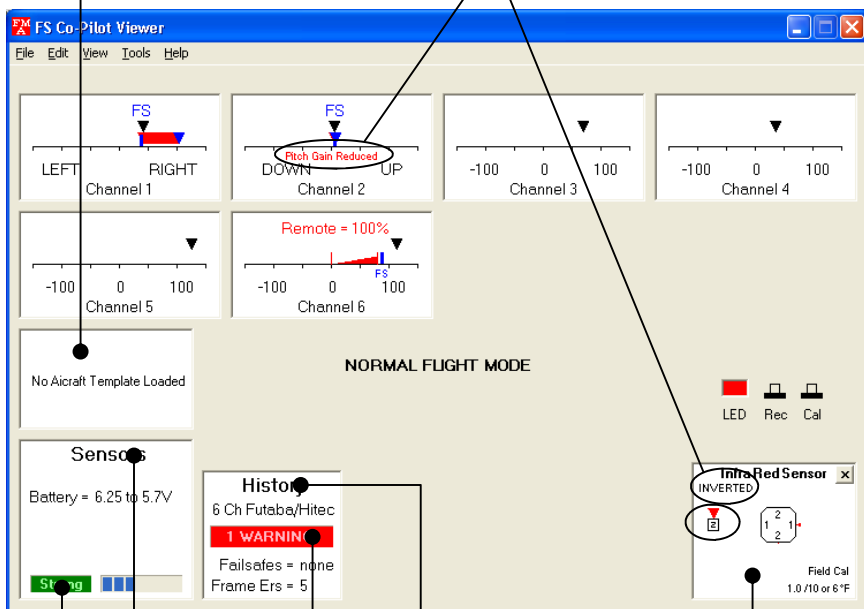 FMA FS Co-Pilot Viewer
File Edit View Tools Help
FS
LEFT RIGHT
Channel 1
FS
Pitch Gain Reduced
DOWN UP
Channel 2
-100 0 100
Channel 3
-100 0 100
Channel 4
-100 0 100
Channel 5
Remote = 100%
FS
-100 0 100
Channel 6
No Aicraft Template Loaded
NORMAL FLIGHT MODE
LED Rec Cal
Sensors
Battery = 6.25 to 5.7V
Strong
History
6 Ch Futaba/Hitec
1 WARNING
Failsafes = none
Frame Ers = 5
Infra Red Sensor x
INVERTED
Z
2
1 1
2
Field Cal
1.0 /10 or 6°F